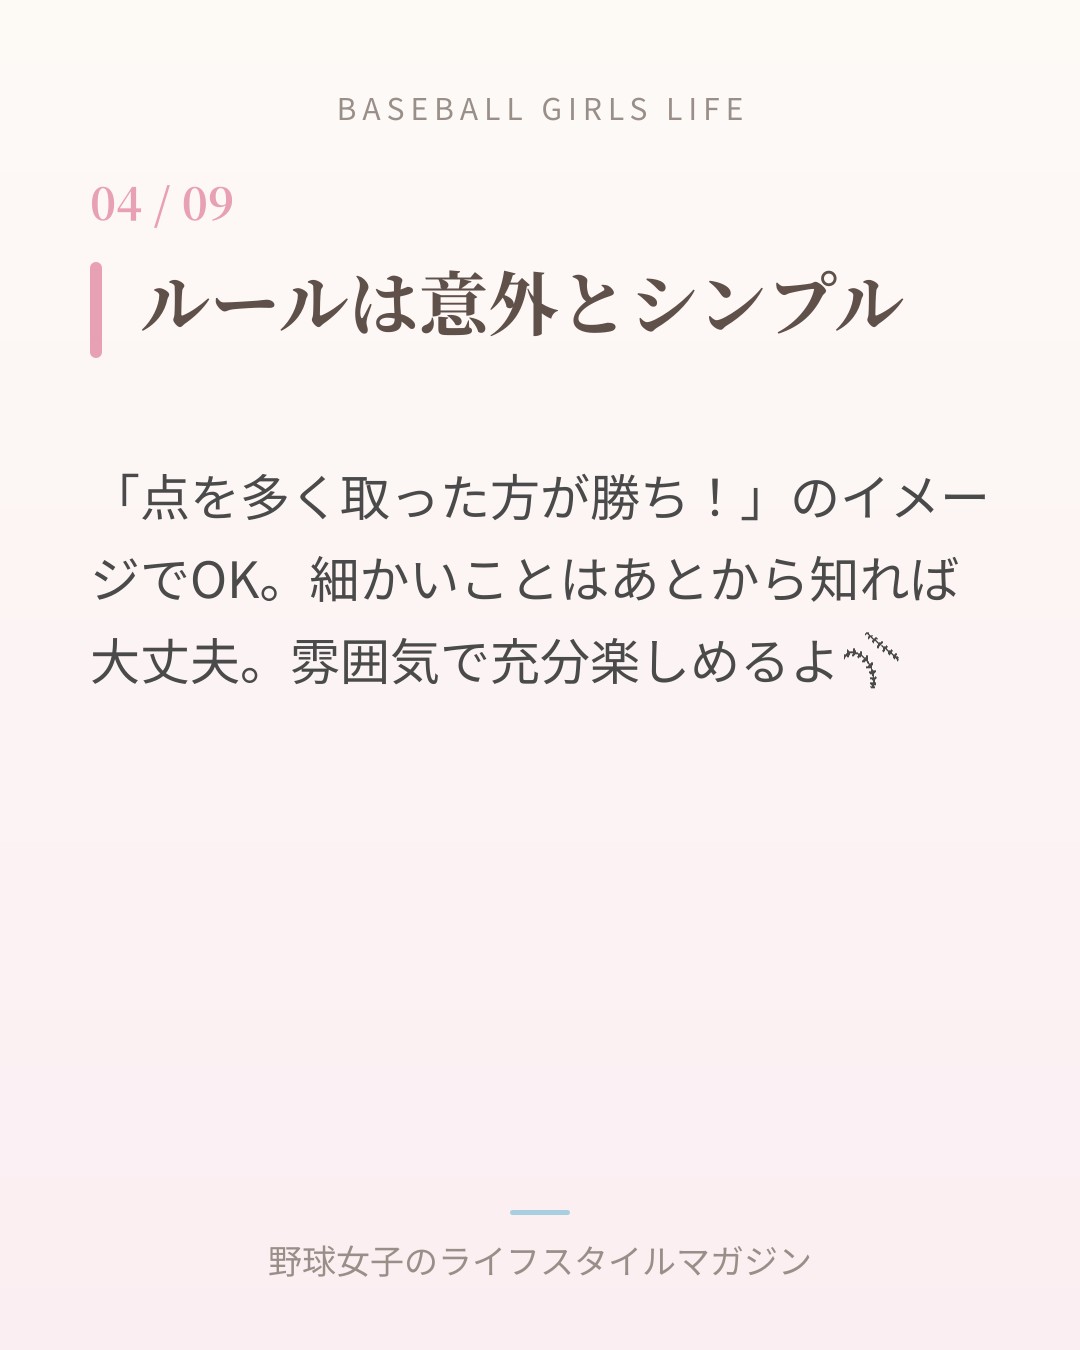 BASEBALL GIRLS LIFE
04 / 09
ルールは意外とシンプル
「点を多く取った方が勝ち！」のイメー
ジでOK。細かいことはあとから知れば
大丈夫。雰囲気で充分楽しめるよ⚾
野球女子のライフスタイルマガジン